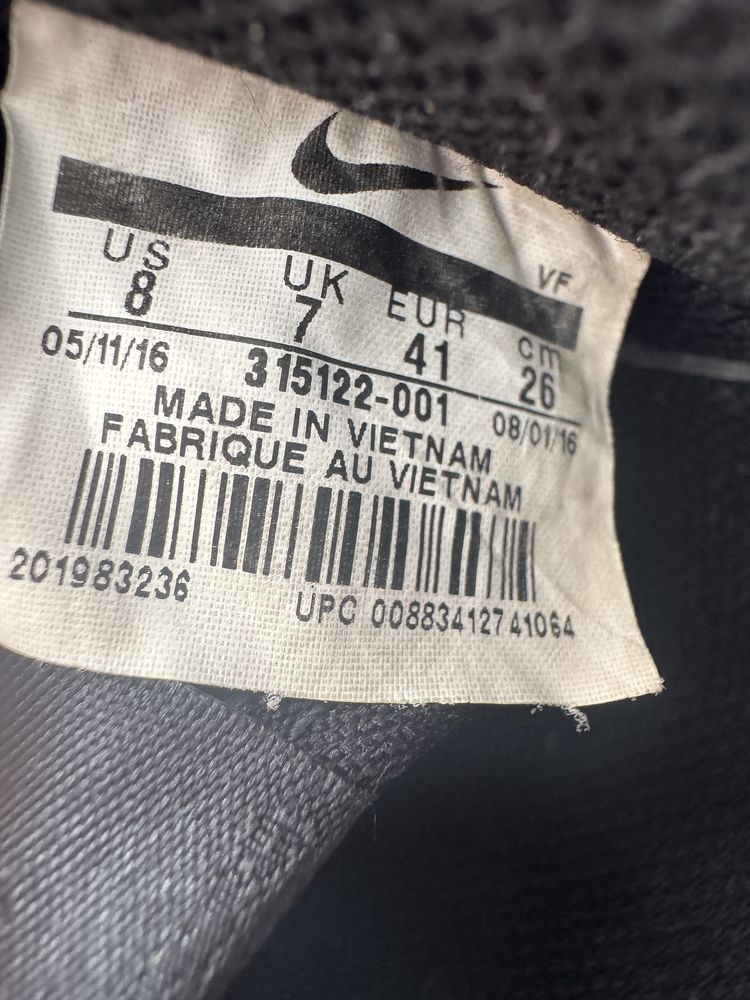 VF
US UK EUR cm
8 7 41 26
05/11/16 315122-001 08/01/16
MADE IN VIETNAM
FABRIQUE AU VIETNAM
201983236 UPC 00883412741064